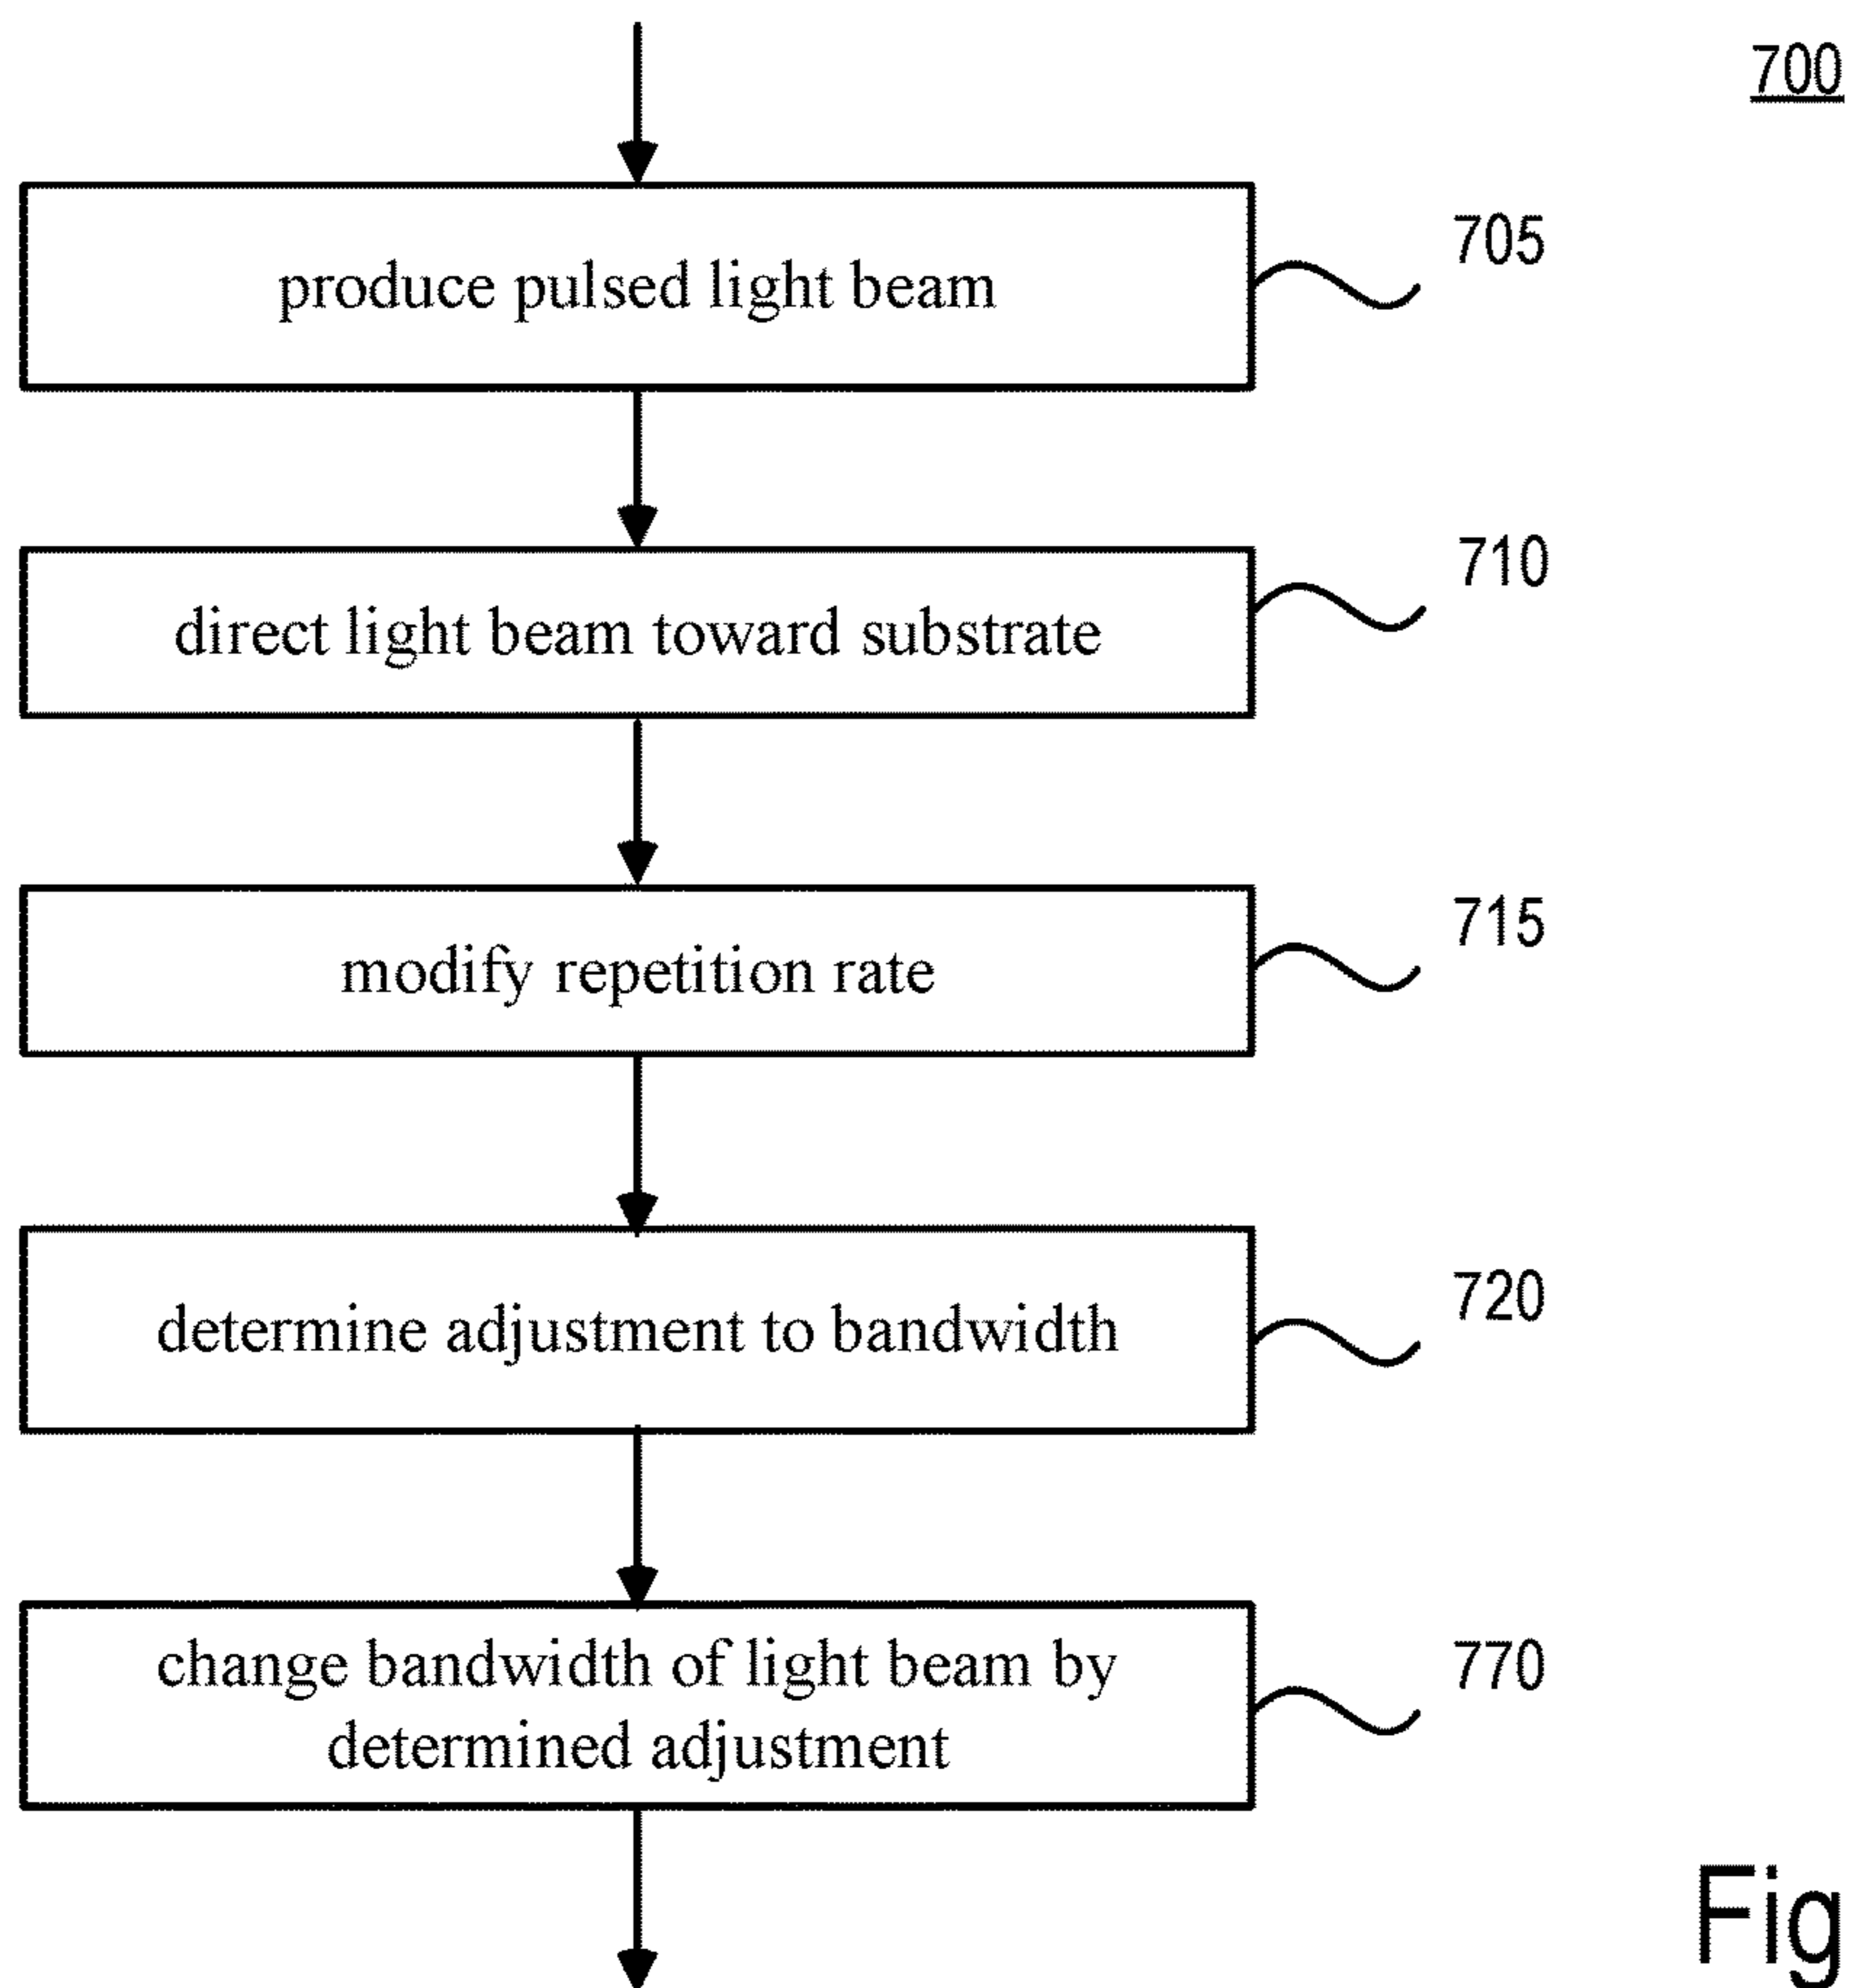 700
produce pulsed light beam
705
direct light beam toward substrate
710
modify repetition rate
715
determine adjustment to bandwidth
720
change bandwidth of light beam by
determined adjustment
770
Fig